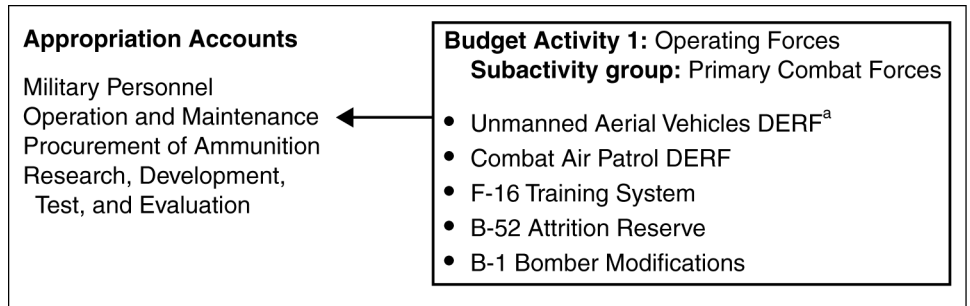 Appropriation Accounts
Military Personnel
Operation and Maintenance
Procurement of Ammunition
Research, Development,
Test, and Evaluation
Budget Activity 1: Operating Forces
Subactivity group: Primary Combat Forces
• Unmanned Aerial Vehicles DERFa
• Combat Air Patrol DERF
• F-16 Training System
• B-52 Attrition Reserve
• B-1 Bomber Modifications